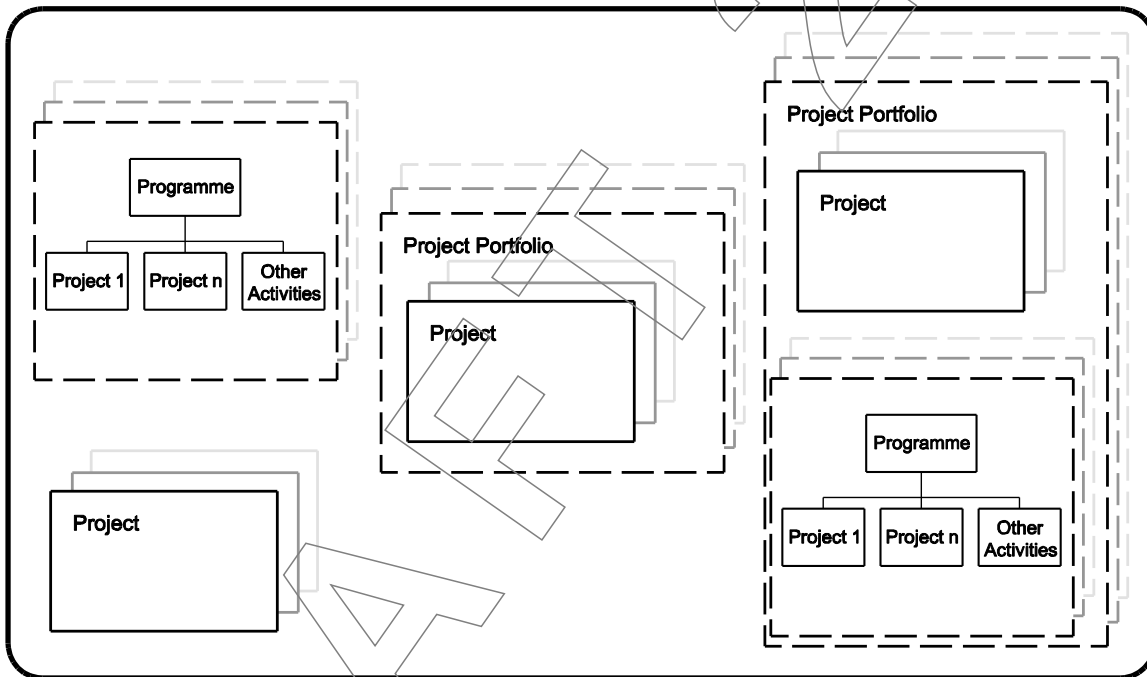 Programme
Project 1
Project n
Other
Activities
Project
Project Portfolio
Project
Project Portfolio
Project
Programme
Project 1
Project n
Other
Activities